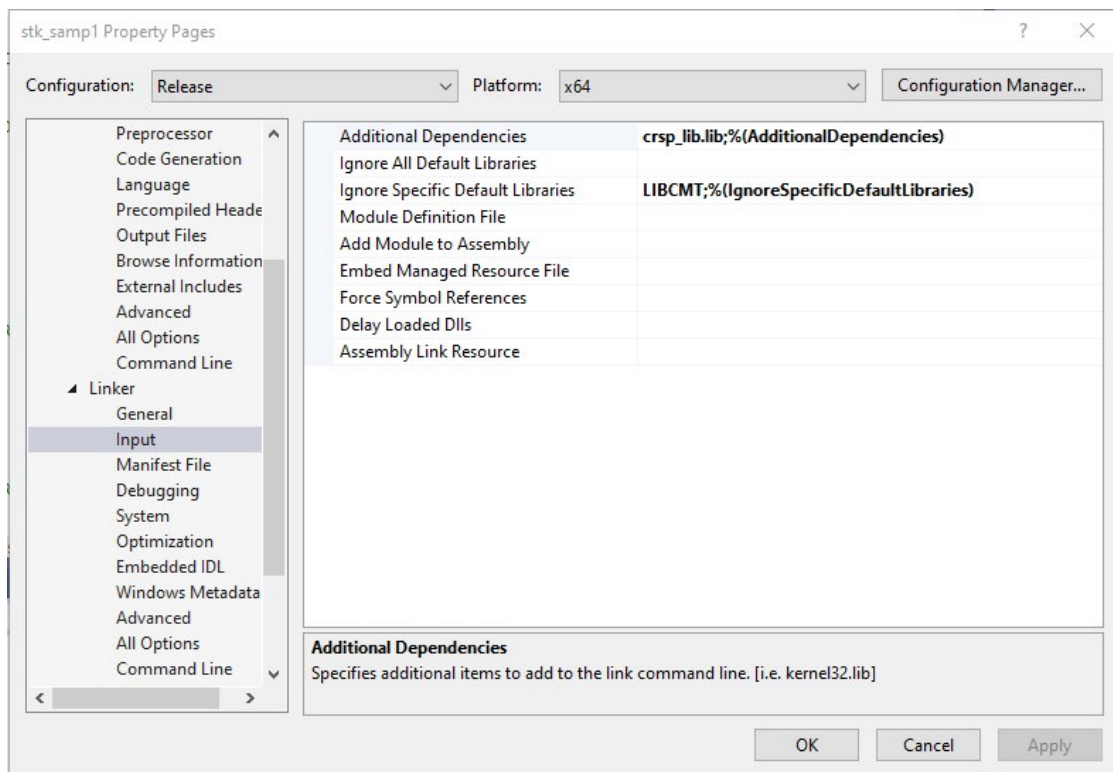 stk_samp1 Property Pages
Configuration: Release Platform: x64 Configuration Manager...
Preprocessor
Code Generation
Language
Precompiled Heade
Output Files
Browse Information
External Includes
Advanced
All Options
Command Line
Linker
General
Input
Manifest File
Debugging
System
Optimization
Embedded IDL
Windows Metadata
Advanced
All Options
Command Line
Additional Dependencies crsp_lib.lib;%(AdditionalDependencies)
Ignore All Default Libraries
Ignore Specific Default Libraries LIBCMT;%(IgnoreSpecificDefaultLibraries)
Module Definition File
Add Module to Assembly
Embed Managed Resource File
Force Symbol References
Delay Loaded Dlls
Assembly Link Resource
Additional Dependencies
Specifies additional items to add to the link command line. [i.e. kernel32.lib]
OK Cancel Apply